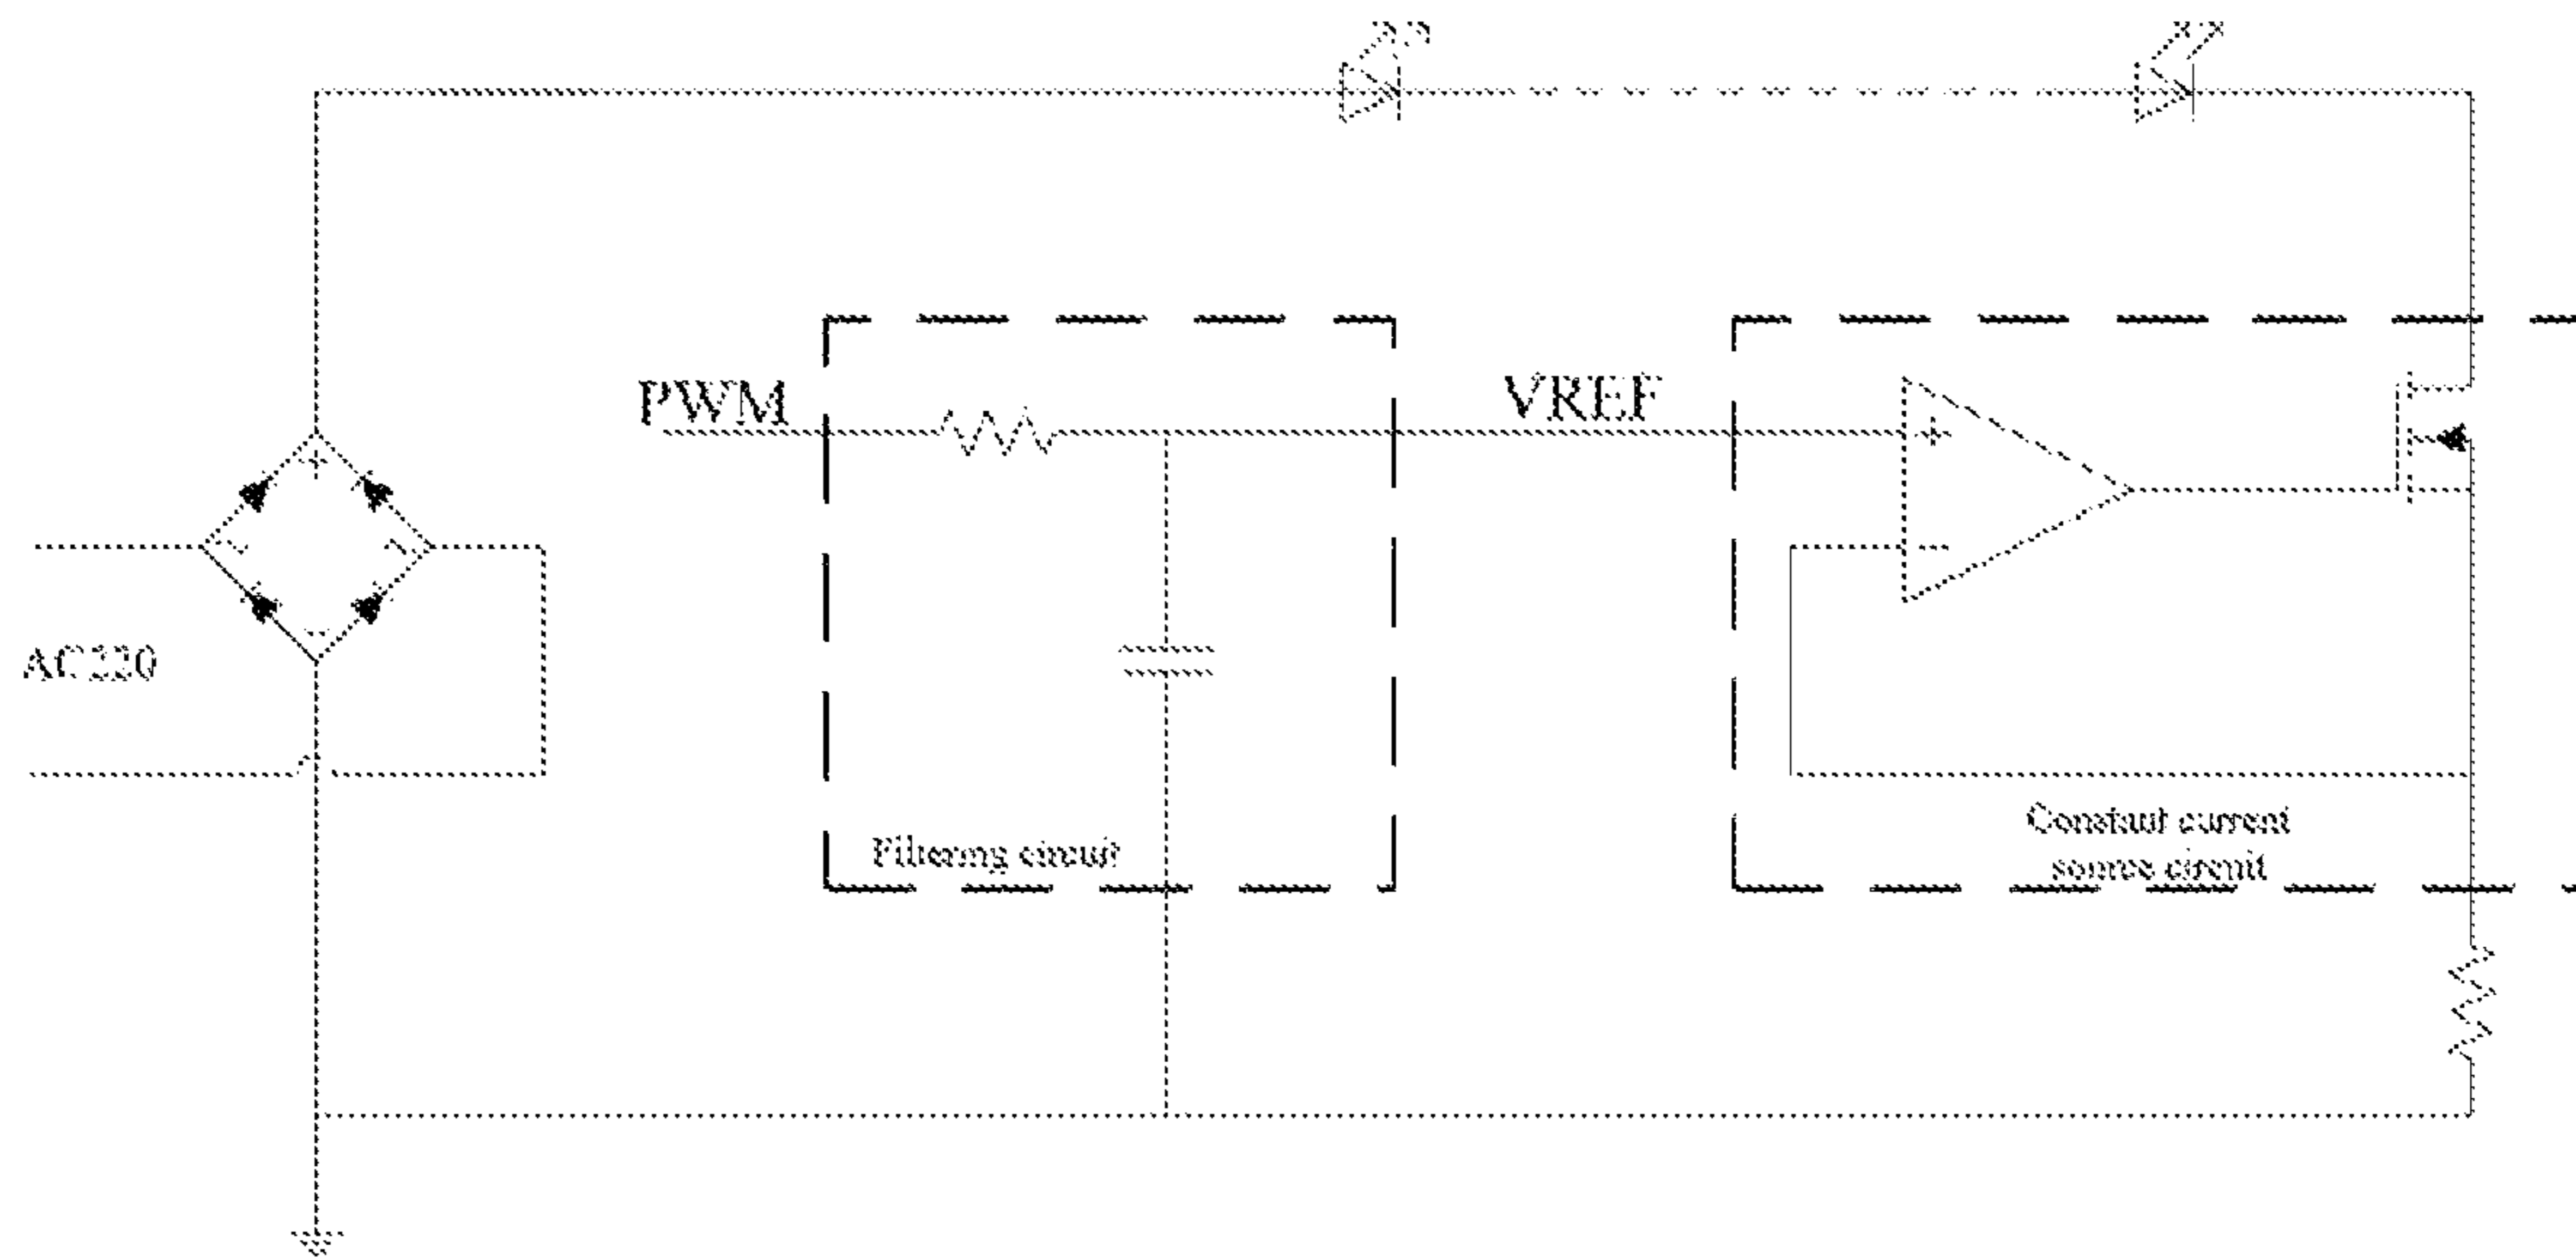 PWM
VREF
AC220
Filtering circuit
Constant current
source circuit